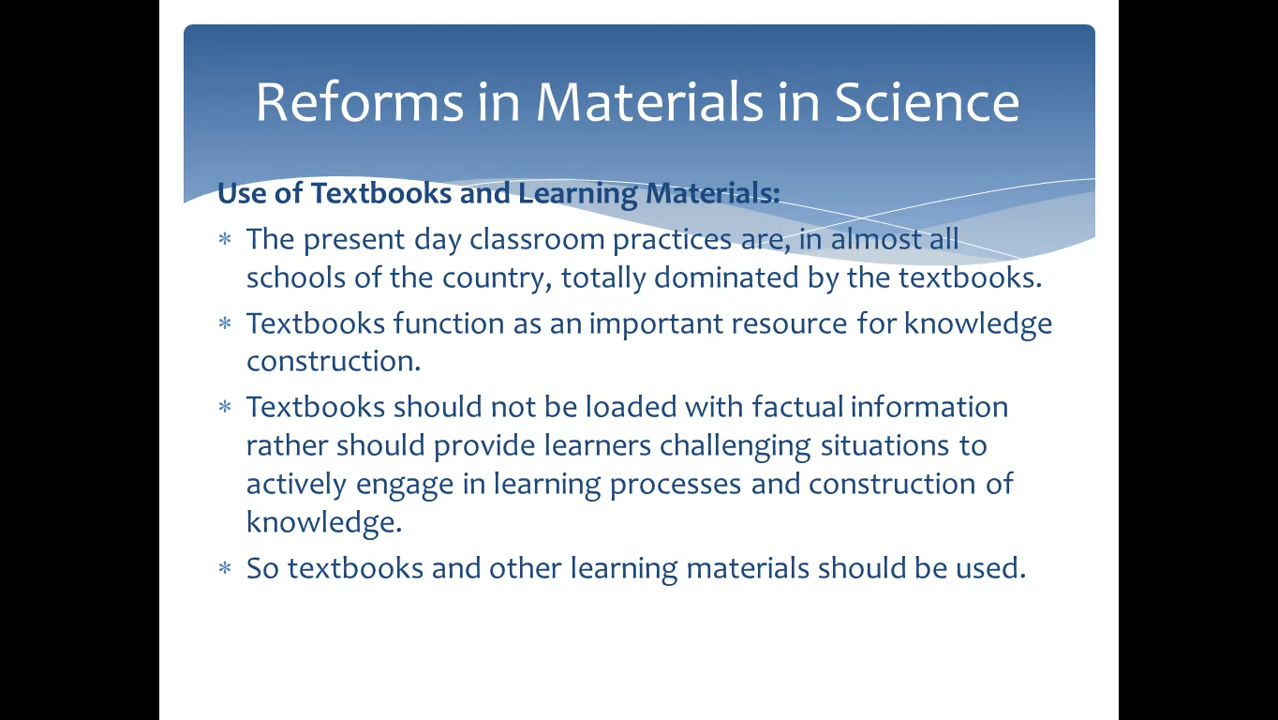 Reforms in Materials in Science
Use of Textbooks and Learning Materials:
* The present day classroom practices are, in almost all
schools of the country, totally dominated by the textbooks.
* Textbooks function as an important resource for knowledge
construction.
* Textbooks should not be loaded with factual information
rather should provide learners challenging situations to
actively engage in learning processes and construction of
knowledge.
* So textbooks and other learning materials should be used.